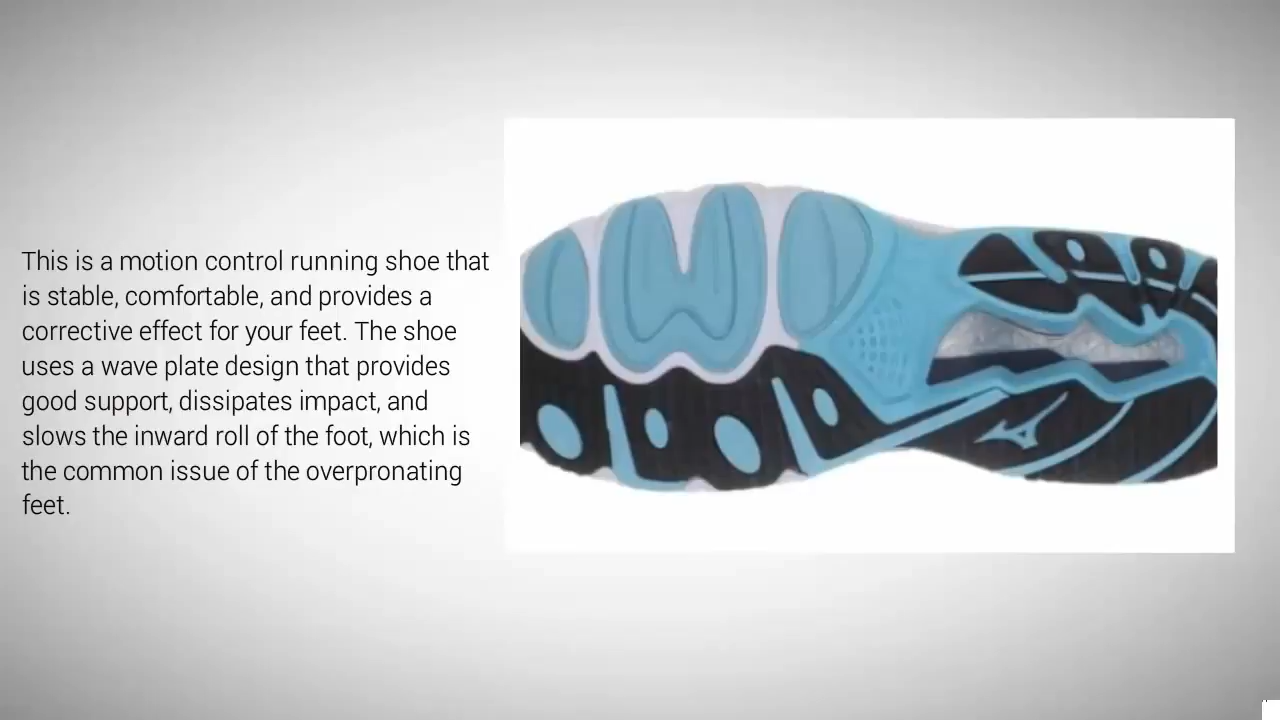 This is a motion control running shoe that
is stable, comfortable, and provides a
corrective effect for your feet. The shoe
uses a wave plate design that provides
good support, dissipates impact, and
slows the inward roll of the foot, which is
the common issue of the overpronating
feet.